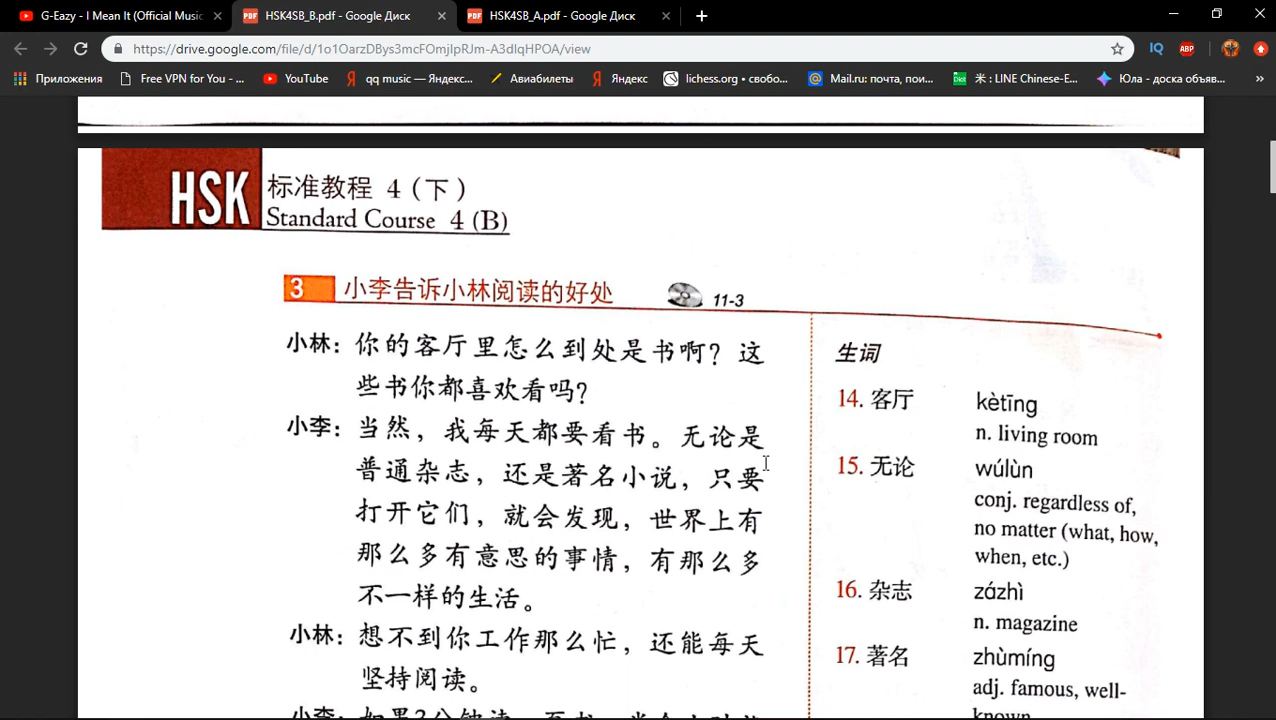 G-Eazy - I Mean It (Official Music
HSK4SB_B.pdf - Google Диск
HSK4SB_A.pdf - Google Диск
https://drive.google.com/file/d/1o1OarzDBys3mcFOmjIpRJm-A3dIqHPOA/view
Приложения
Free VPN for You - ...
YouTube
qq music — Яндекс...
Авиабилеты
Яндекс
lichess.org • свобо...
Mail.ru: почта, пои...
米 : LINE Chinese-E...
Юла - доска объяв...
HSK
标准教程 4 (下)
Standard Course 4 (B)
3 小李告诉小林阅读的好处 11-3
小林: 你的客厅里怎么到处是书啊? 这
些书你都喜欢看吗?
小李: 当然, 我每天都要看书。无论是
普通杂志, 还是著名小说, 只要
打开它们, 就会发现, 世界上有
那么多有意思的事情, 有那么多
不一样的生活。
小林: 想不到你工作那么忙, 还能每天
坚持阅读。
生词
14. 客厅 kètīng
n. living room
15. 无论 wúlùn
conj. regardless of,
no matter (what, how,
when, etc.)
16. 杂志 zázhì
n. magazine
17. 著名 zhùmíng
adj. famous, well-
known